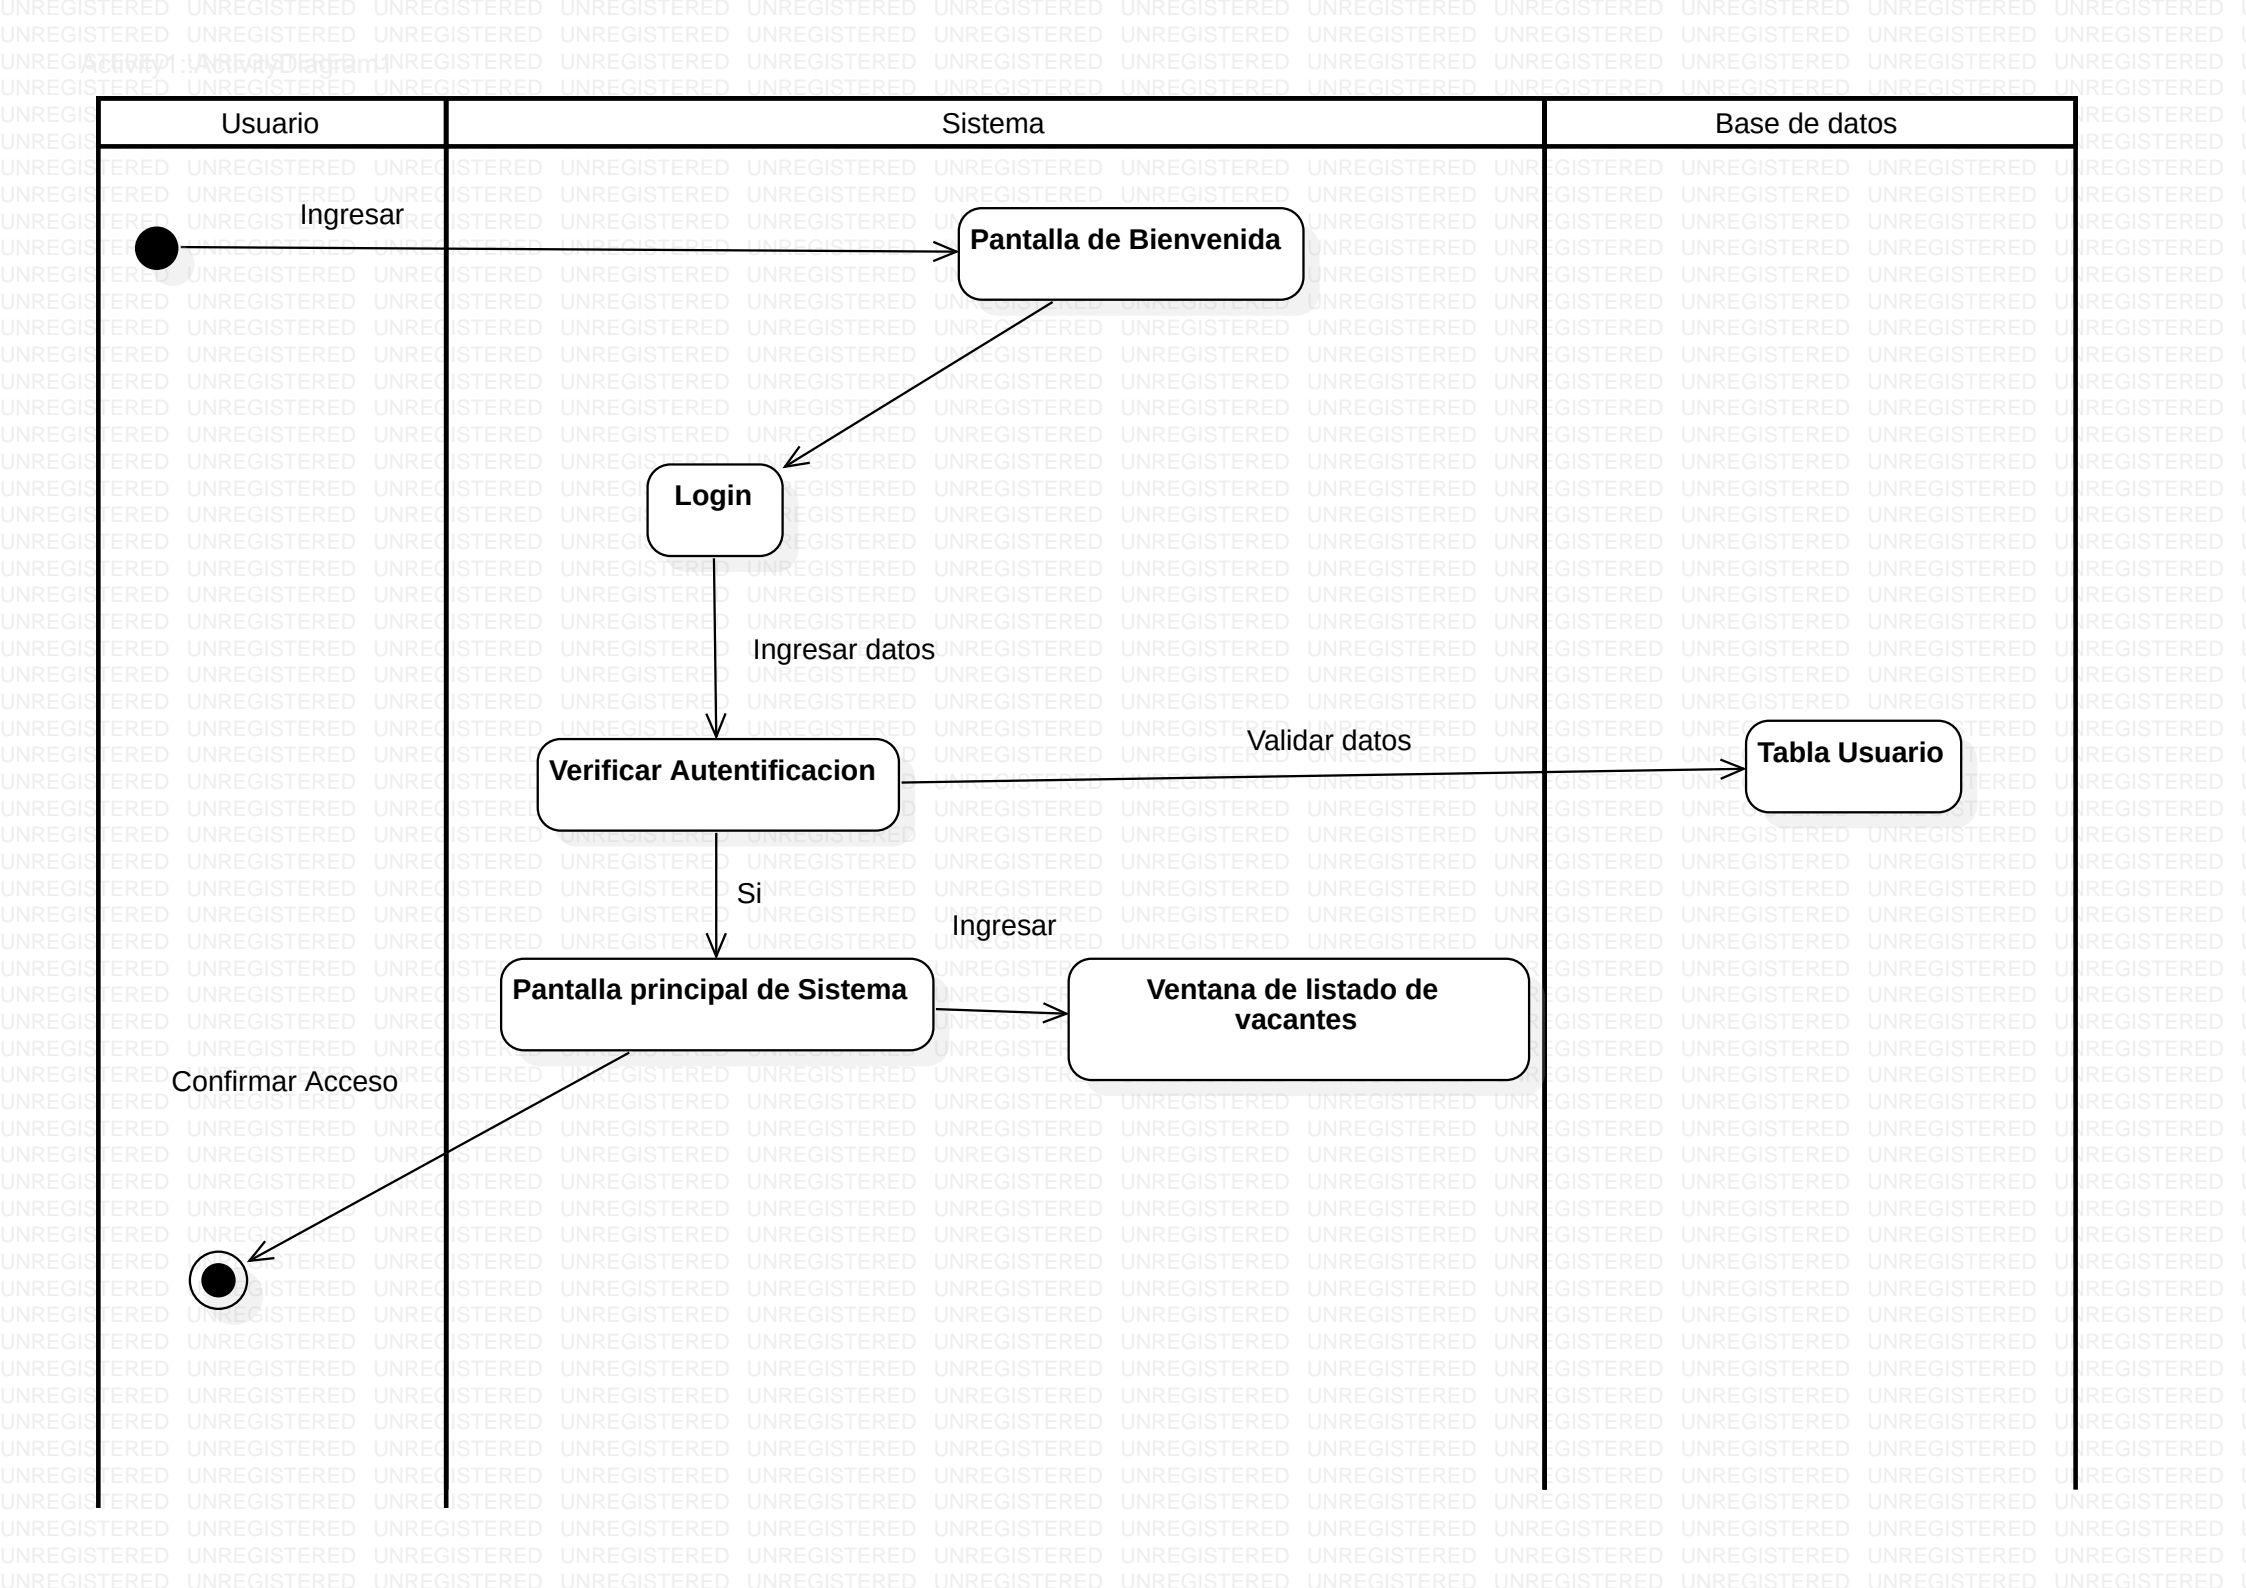 Activity1::ActivityDiagram1
Usuario
Sistema
Base de datos
Ingresar
Pantalla de Bienvenida
Login
Ingresar datos
Validar datos
Tabla Usuario
Verificar Autentificacion
Si
Ingresar
Pantalla principal de Sistema
Ventana de listado de
vacantes
Confirmar Acceso
UNREGISTERED